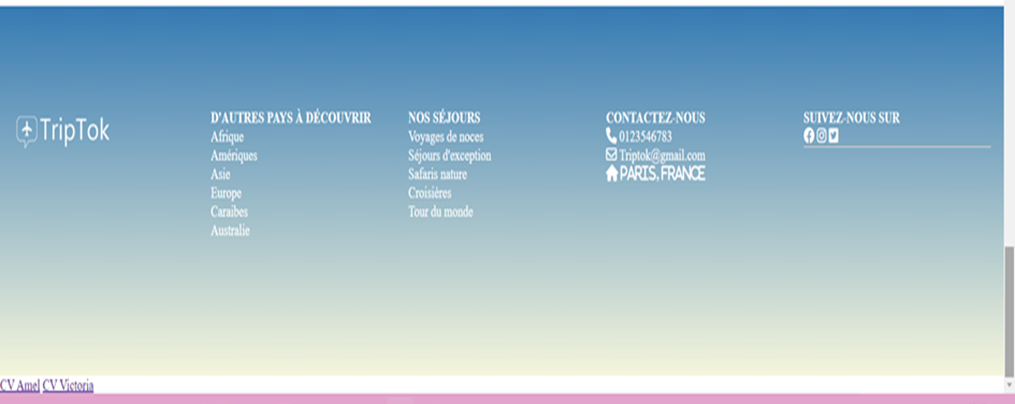 TripTok
D'AUTRES PAYS À DÉCOUVRIR
Afrique
Amériques
Asie
Europe
Caraibes
Australie
NOS SÉJOURS
Voyages de noces
Séjours d'exception
Safaris nature
Croisières
Tour du monde
CONTACTEZ-NOUS
0123546783
Triptok@gmail.com
PARIS, FRANCE
SUIVEZ-NOUS SUR
CV Amel CV Victoria